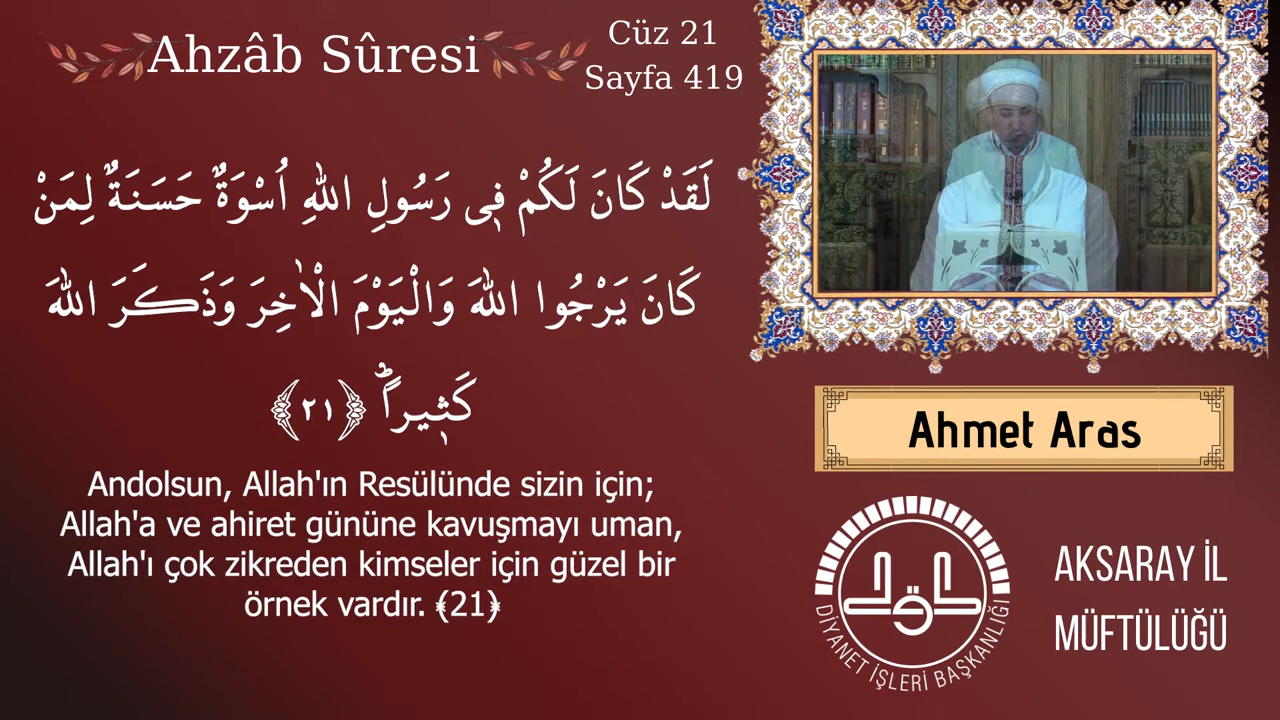 Ahzâb Sûresi
Cüz 21
Sayfa 419
لَقَدْ كَانَ لَكُمْ فٖى رَسُولِ اللّٰهِ اُسْوَةٌ حَسَنَةٌ لِمَنْ
كَانَ يَرْجُوا اللّٰهَ وَالْيَوْمَ الْاٰخِرَ وَذَكَرَ اللّٰهَ
كَثٖيراًؕ ﴿٢١﴾
Andolsun, Allah'ın Resülünde sizin için;
Allah'a ve ahiret gününe kavuşmayı uman,
Allah'ı çok zikreden kimseler için güzel bir
örnek vardır. ﴾21﴿
Ahmet Aras
DİYANET İŞLERİ BAŞKANLIĞI
AKSARAY İL
MÜFTÜLÜĞÜ